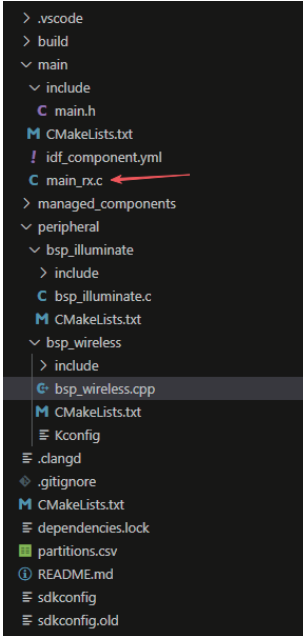 .vscode
build
main
include
C main.h
M CMakeLists.txt
! idf_component.yml
C main_rx.c
managed_components
peripheral
bsp_illuminate
include
C bsp_illuminate.c
M CMakeLists.txt
bsp_wireless
include
C+ bsp_wireless.cpp
M CMakeLists.txt
Kconfig
.clangd
.gitignore
M CMakeLists.txt
dependencies.lock
partitions.csv
README.md
sdkconfig
sdkconfig.old